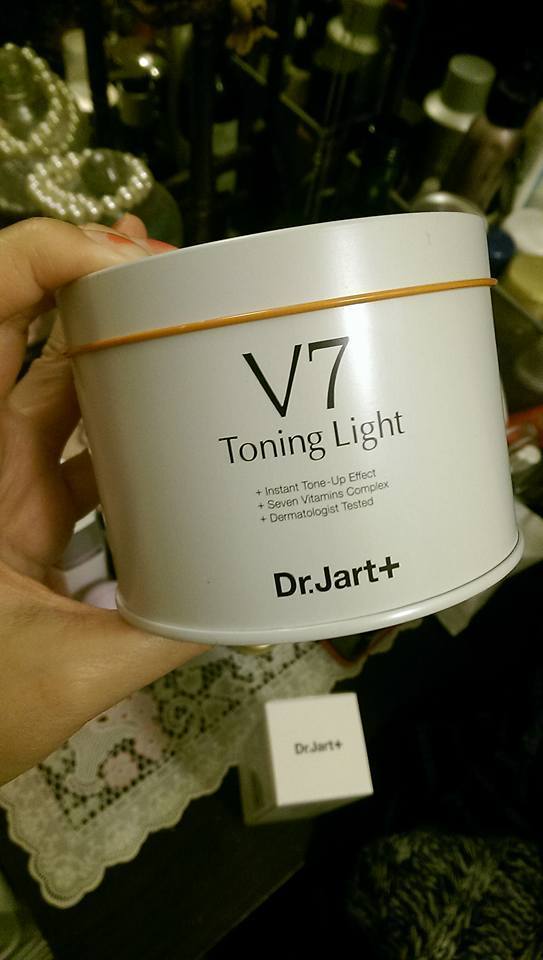 V7
Toning Light
+ Instant Tone-Up Effect
+ Seven Vitamins Complex
+ Dermatologist Tested
Dr.Jart+
Dr.Jart+